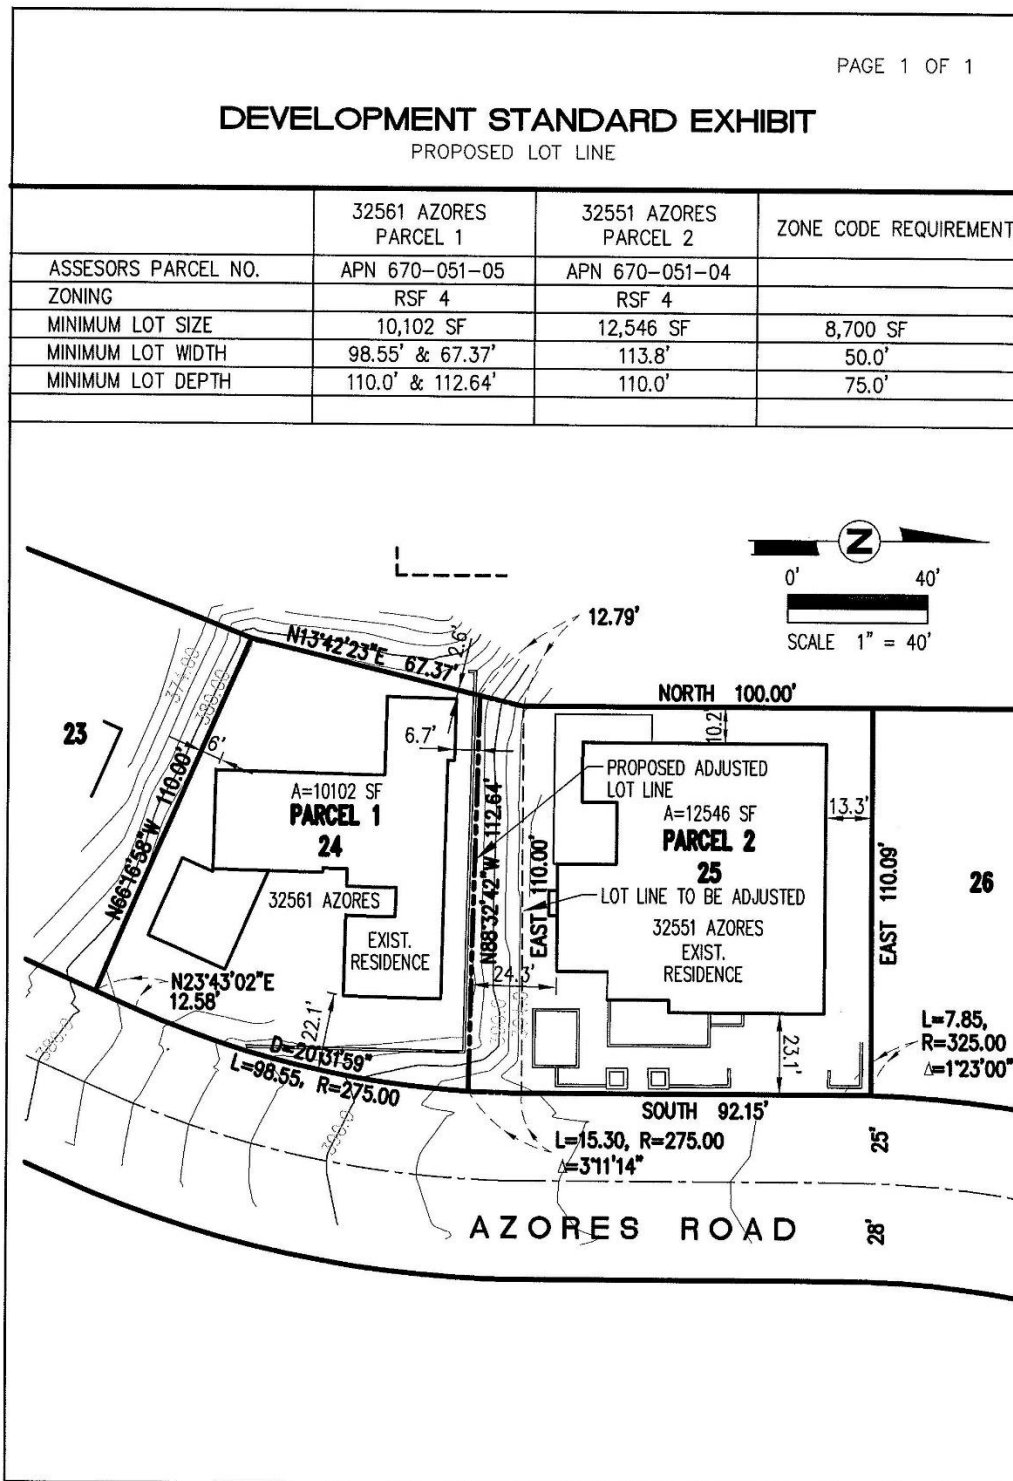 PAGE 1 OF 1
DEVELOPMENT STANDARD EXHIBIT
PROPOSED LOT LINE
32561 AZORES
PARCEL 1
32551 AZORES
PARCEL 2
ZONE CODE REQUIREMENT
ASSESORS PARCEL NO. APN 670-051-05 APN 670-051-04
ZONING RSF 4 RSF 4
MINIMUM LOT SIZE 10,102 SF 12,546 SF 8,700 SF
MINIMUM LOT WIDTH 98.55' & 67.37' 113.8' 50.0'
MINIMUM LOT DEPTH 110.0' & 112.64' 110.0' 75.0'
Z
0' 40'
SCALE 1" = 40'
12.79'
N13°42'23"E 67.37'
2.6'
374.00
380.00
NORTH 100.00'
23
6'
6.7'
10.2'
PROPOSED ADJUSTED
LOT LINE
A=10102 SF
PARCEL 1
24
A=12546 SF
PARCEL 2
25
13.3'
N66°16'58"W 110.00'
N88°32'42"W 112.64'
EAST 110.00'
EAST 110.09'
26
LOT LINE TO BE ADJUSTED
32561 AZORES
EXIST.
RESIDENCE
32551 AZORES
EXIST.
RESIDENCE
24.3'
N23°43'02"E
12.58'
22.1'
23.1'
D=20°31'59"
L=98.55, R=275.00
L=7.85,
R=325.00
Δ=1°23'00"
SOUTH 92.15'
L=15.30, R=275.00
Δ=3°11'14"
25'
AZORES ROAD
28'